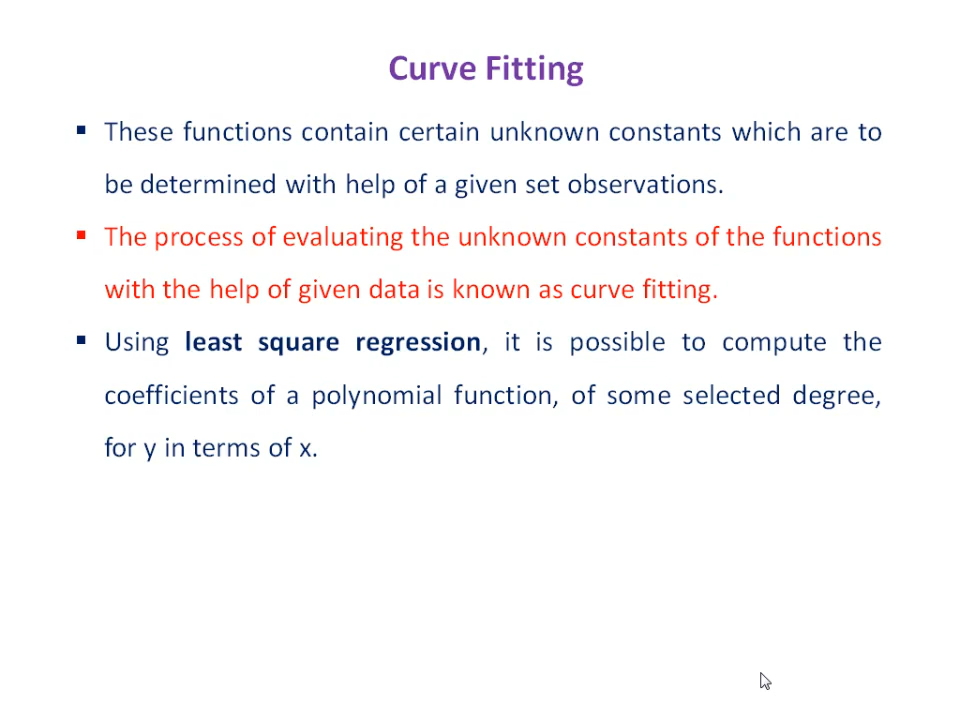 Curve Fitting
▪ These functions contain certain unknown constants which are to
be determined with help of a given set observations.
▪ The process of evaluating the unknown constants of the functions
with the help of given data is known as curve fitting.
▪ Using least square regression, it is possible to compute the
coefficients of a polynomial function, of some selected degree,
for y in terms of x.